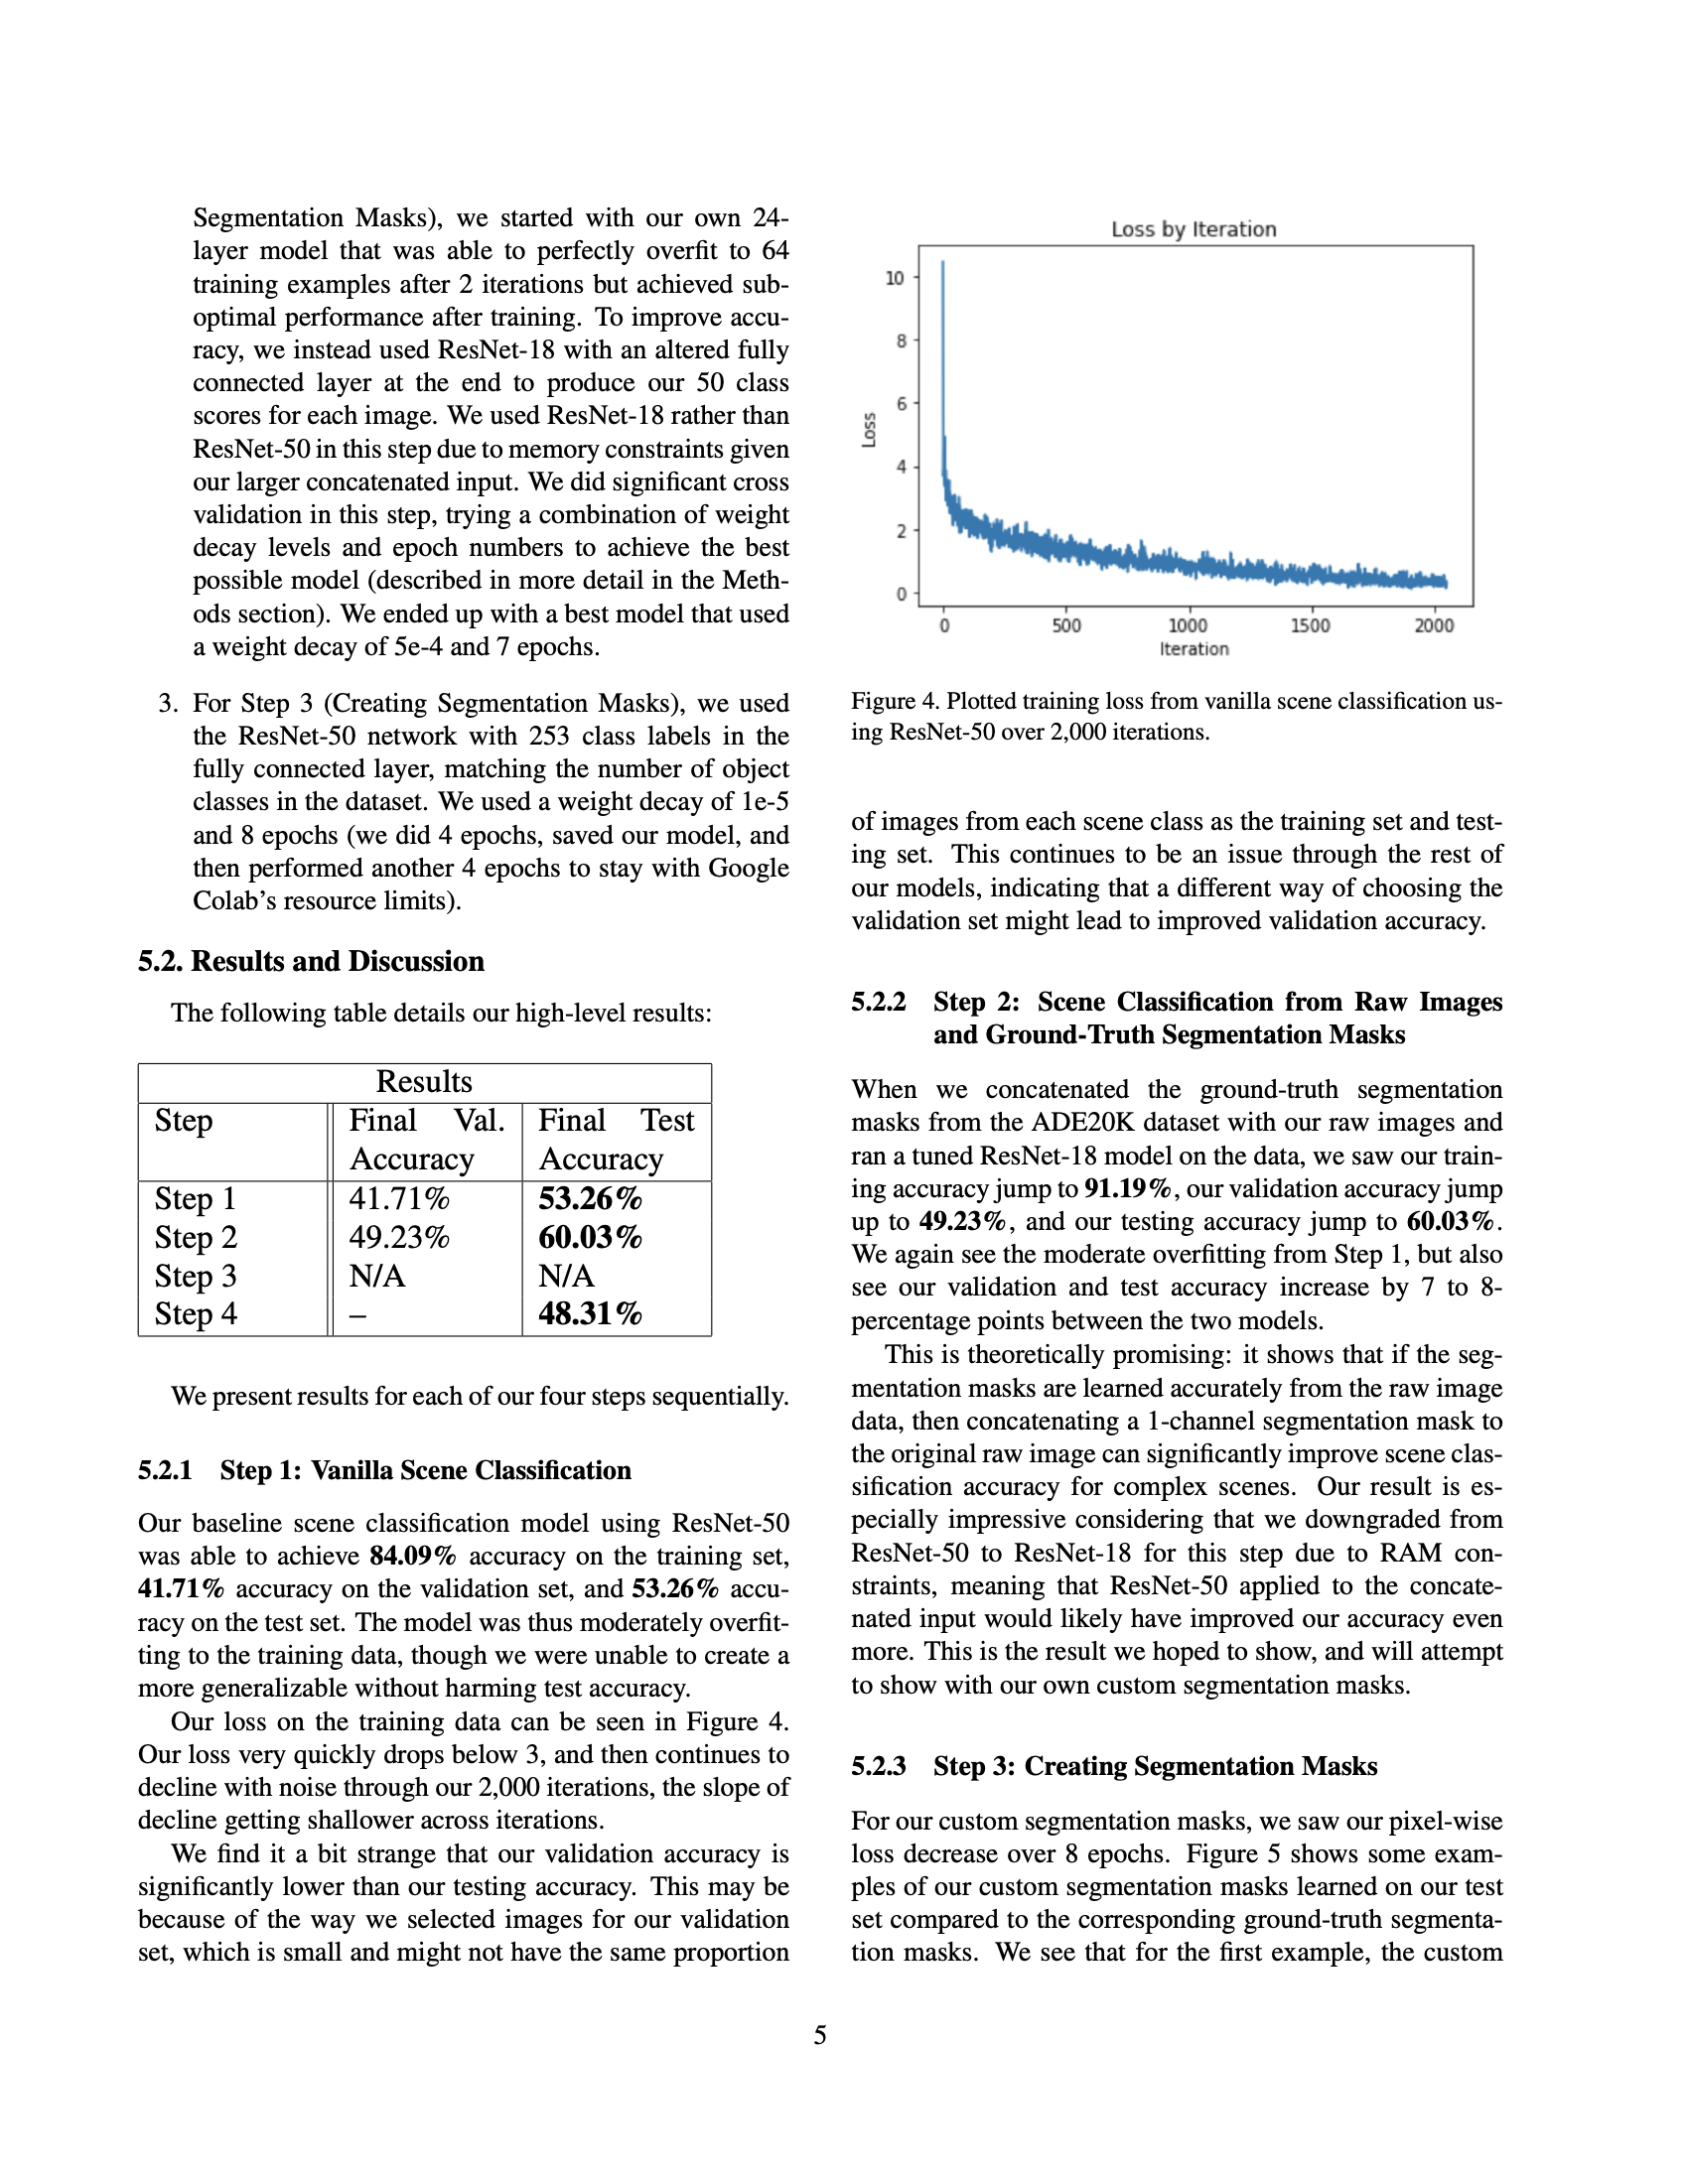 Segmentation Masks), we started with our own 24-
layer model that was able to perfectly overfit to 64
training examples after 2 iterations but achieved sub-
optimal performance after training. To improve accu-
racy, we instead used ResNet-18 with an altered fully
connected layer at the end to produce our 50 class
scores for each image. We used ResNet-18 rather than
ResNet-50 in this step due to memory constraints given
our larger concatenated input. We did significant cross
validation in this step, trying a combination of weight
decay levels and epoch numbers to achieve the best
possible model (described in more detail in the Meth-
ods section). We ended up with a best model that used
a weight decay of 5e-4 and 7 epochs.
3. For Step 3 (Creating Segmentation Masks), we used
the ResNet-50 network with 253 class labels in the
fully connected layer, matching the number of object
classes in the dataset. We used a weight decay of 1e-5
and 8 epochs (we did 4 epochs, saved our model, and
then performed another 4 epochs to stay with Google
Colab's resource limits).
5.2. Results and Discussion
The following table details our high-level results:
Results
Step Final Val. Accuracy Final Test Accuracy
Step 1 41.71% 53.26%
Step 2 49.23% 60.03%
Step 3 N/A N/A
Step 4 – 48.31%
We present results for each of our four steps sequentially.
5.2.1 Step 1: Vanilla Scene Classification
Our baseline scene classification model using ResNet-50
was able to achieve 84.09% accuracy on the training set,
41.71% accuracy on the validation set, and 53.26% accu-
racy on the test set. The model was thus moderately overfit-
ting to the training data, though we were unable to create a
more generalizable without harming test accuracy.
Our loss on the training data can be seen in Figure 4.
Our loss very quickly drops below 3, and then continues to
decline with noise through our 2,000 iterations, the slope of
decline getting shallower across iterations.
We find it a bit strange that our validation accuracy is
significantly lower than our testing accuracy. This may be
because of the way we selected images for our validation
set, which is small and might not have the same proportion
Loss by Iteration
10
8
6
4
2
0
Loss
0 500 1000 1500 2000
Iteration
Figure 4. Plotted training loss from vanilla scene classification us-
ing ResNet-50 over 2,000 iterations.
of images from each scene class as the training set and test-
ing set. This continues to be an issue through the rest of
our models, indicating that a different way of choosing the
validation set might lead to improved validation accuracy.
5.2.2 Step 2: Scene Classification from Raw Images
and Ground-Truth Segmentation Masks
When we concatenated the ground-truth segmentation
masks from the ADE20K dataset with our raw images and
ran a tuned ResNet-18 model on the data, we saw our train-
ing accuracy jump to 91.19%, our validation accuracy jump
up to 49.23%, and our testing accuracy jump to 60.03%.
We again see the moderate overfitting from Step 1, but also
see our validation and test accuracy increase by 7 to 8-
percentage points between the two models.
This is theoretically promising: it shows that if the seg-
mentation masks are learned accurately from the raw image
data, then concatenating a 1-channel segmentation mask to
the original raw image can significantly improve scene clas-
sification accuracy for complex scenes. Our result is es-
pecially impressive considering that we downgraded from
ResNet-50 to ResNet-18 for this step due to RAM con-
straints, meaning that ResNet-50 applied to the concate-
nated input would likely have improved our accuracy even
more. This is the result we hoped to show, and will attempt
to show with our own custom segmentation masks.
5.2.3 Step 3: Creating Segmentation Masks
For our custom segmentation masks, we saw our pixel-wise
loss decrease over 8 epochs. Figure 5 shows some exam-
ples of our custom segmentation masks learned on our test
set compared to the corresponding ground-truth segmenta-
tion masks. We see that for the first example, the custom
5